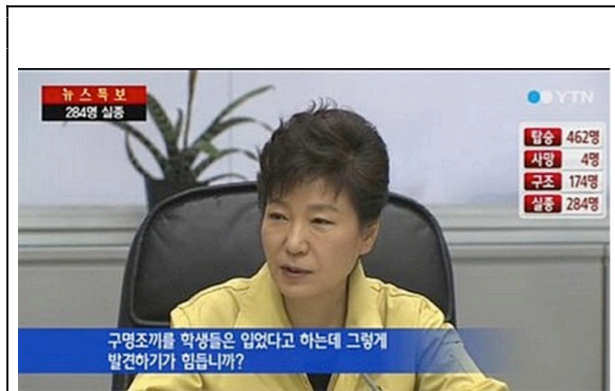 뉴스특보
284명 실종
YTN
탑승 462명
사망 4명
구조 174명
실종 284명
구명조끼를 학생들은 입었다고 하는데 그렇게
발견하기가 힘듭니까?